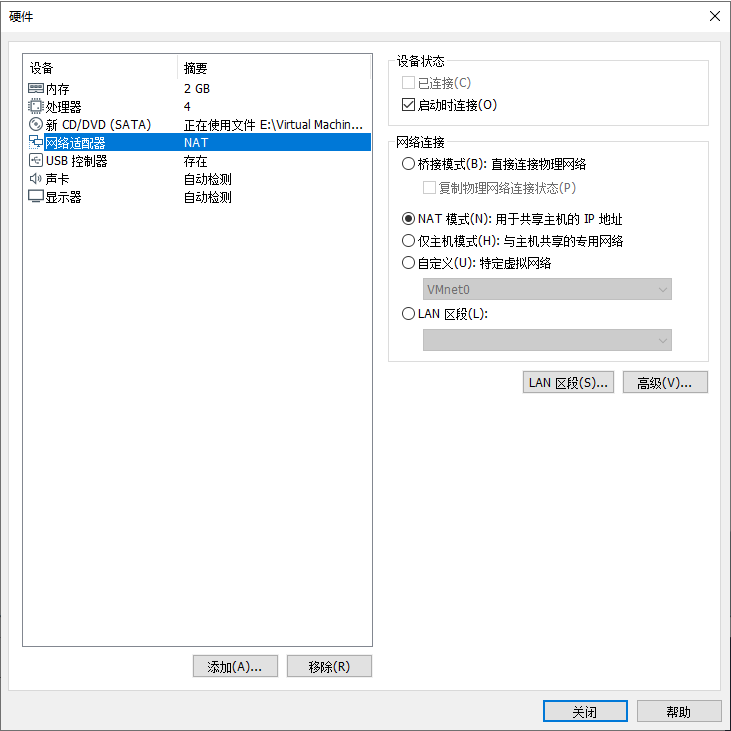 硬件
设备 摘要
内存 2 GB
处理器 4
新 CD/DVD (SATA) 正在使用文件 E:\Virtual Machin...
网络适配器 NAT
USB 控制器 存在
声卡 自动检测
显示器 自动检测
添加(A)... 移除(R)
设备状态
已连接(C)
启动时连接(O)
网络连接
桥接模式(B): 直接连接物理网络
复制物理网络连接状态(P)
NAT 模式(N): 用于共享主机的 IP 地址
仅主机模式(H): 与主机共享的专用网络
自定义(U): 特定虚拟网络
VMnet0
LAN 区段(L):
LAN 区段(S)... 高级(V)...
关闭 帮助